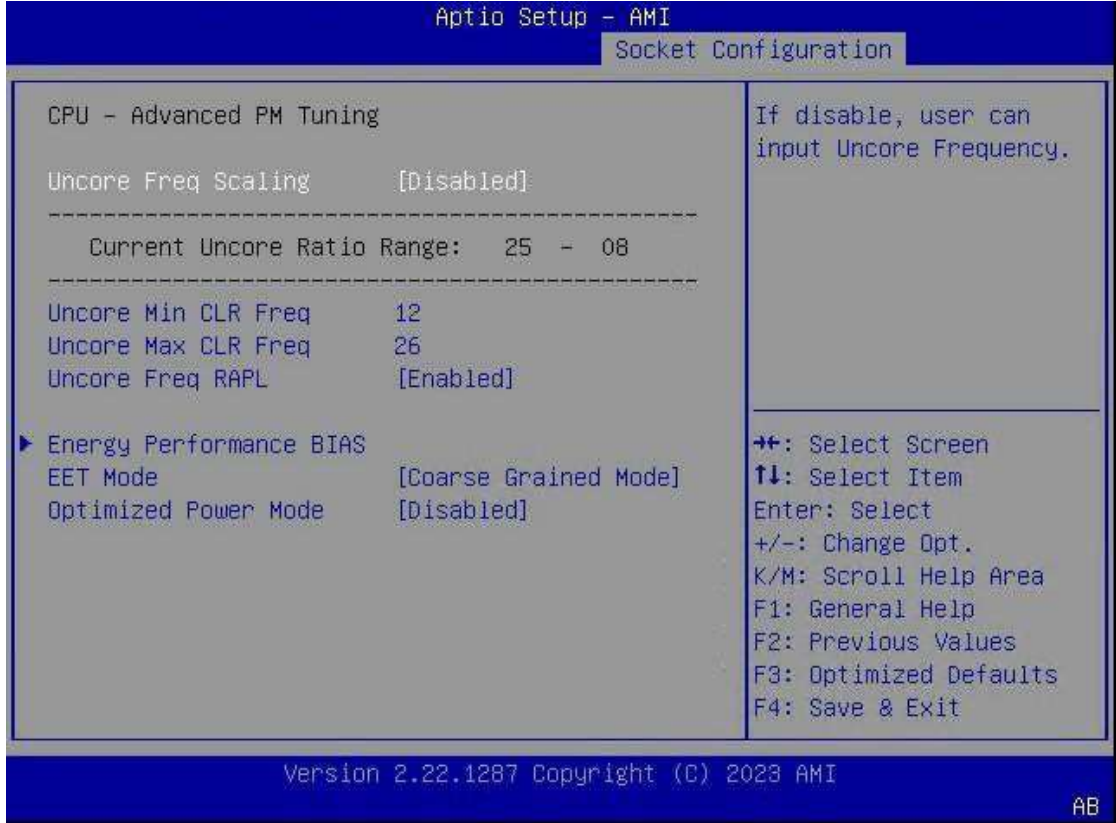 Aptio Setup – AMI
Socket Configuration
CPU – Advanced PM Tuning
Uncore Freq Scaling [Disabled]
------------------------------------------------
Current Uncore Ratio Range: 25 – 08
------------------------------------------------
Uncore Min CLR Freq 12
Uncore Max CLR Freq 26
Uncore Freq RAPL [Enabled]
▶ Energy Performance BIAS
EET Mode [Coarse Grained Mode]
Optimized Power Mode [Disabled]
If disable, user can
input Uncore Frequency.
→←: Select Screen
↑↓: Select Item
Enter: Select
+/-: Change Opt.
K/M: Scroll Help Area
F1: General Help
F2: Previous Values
F3: Optimized Defaults
F4: Save & Exit
Version 2.22.1287 Copyright (C) 2023 AMI
AB